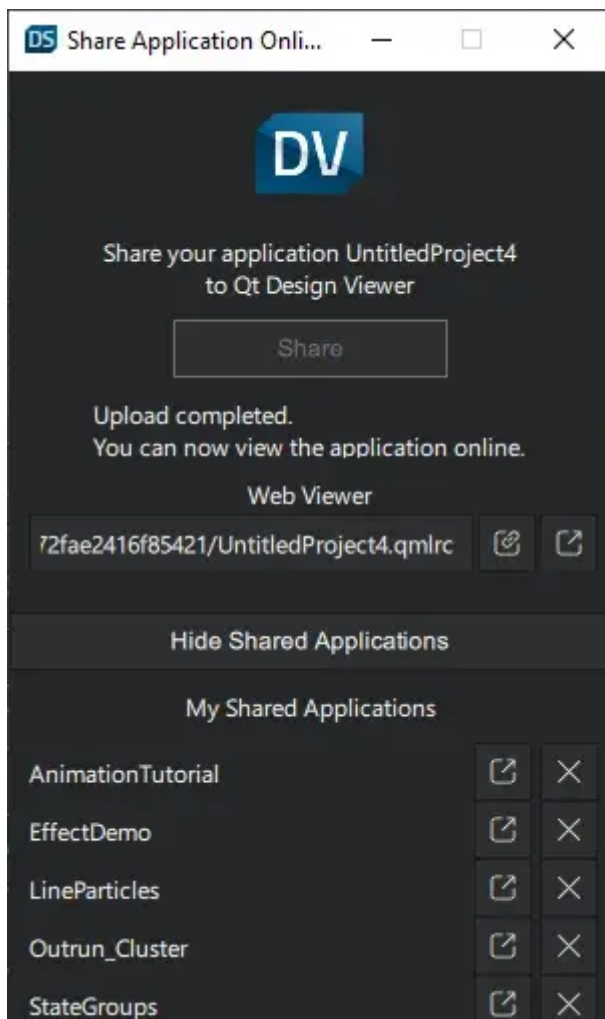 DS Share Application Onli...
DV
Share your application UntitledProject4
to Qt Design Viewer
Share
Upload completed.
You can now view the application online.
Web Viewer
72fae2416f85421/UntitledProject4.qmlrc
Hide Shared Applications
My Shared Applications
AnimationTutorial
EffectDemo
LineParticles
Outrun_Cluster
StateGroups